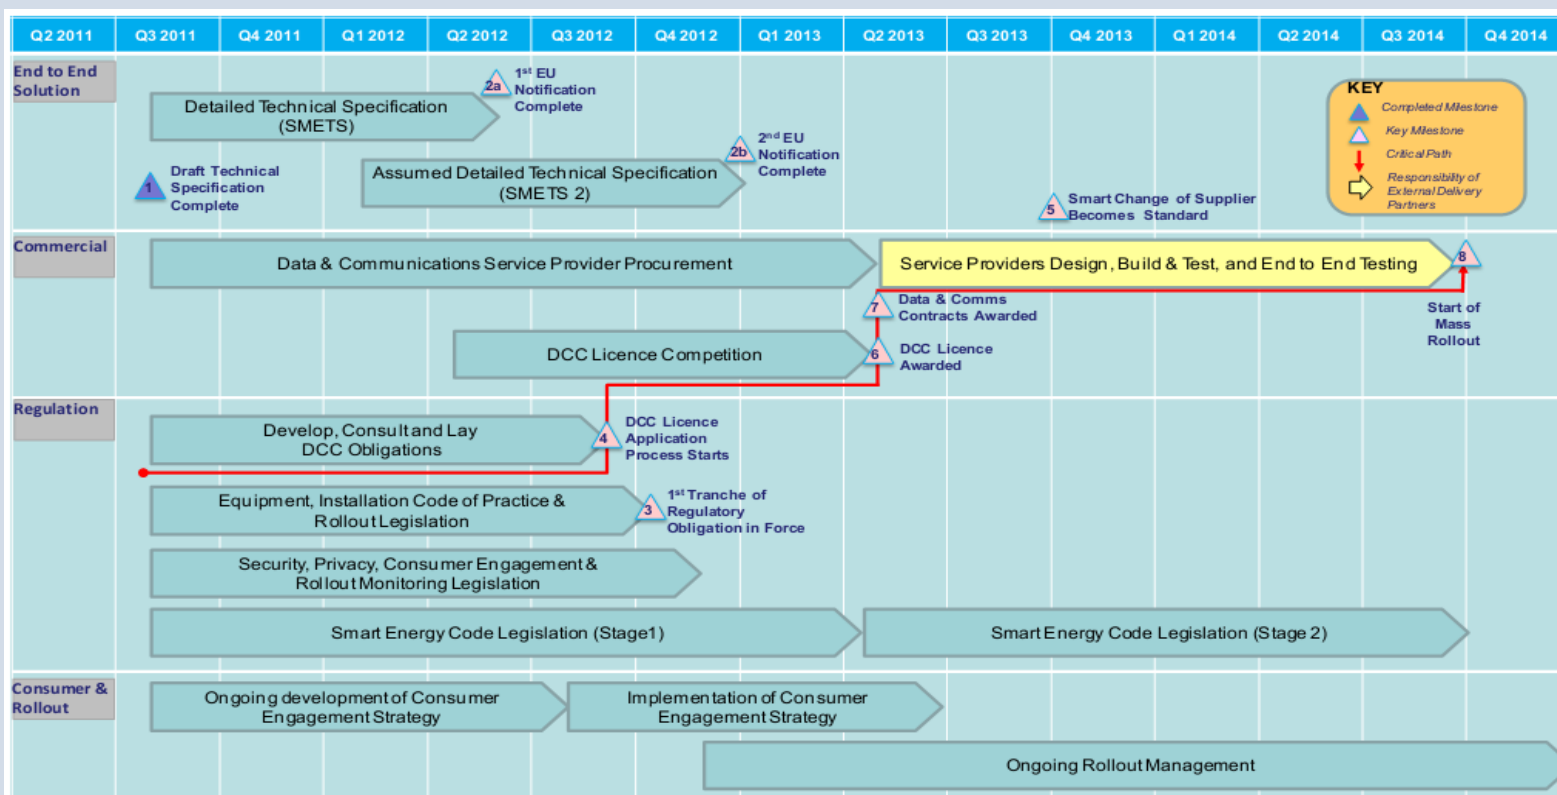 Q2 2011 Q3 2011 Q4 2011 Q1 2012 Q2 2012 Q3 2012 Q4 2012 Q1 2013 Q2 2013 Q3 2013 Q4 2013 Q1 2014 Q2 2014 Q3 2014 Q4 2014
End to End
Solution
Detailed Technical Specification
(SMETS)
2a
1st EU
Notification
Complete
1
Draft Technical
Specification
Complete
Assumed Detailed Technical Specification
(SMETS 2)
2b
2nd EU
Notification
Complete
5
Smart Change of Supplier
Becomes Standard
KEY
Completed Milestone
Key Milestone
Critical Path
Responsibility of
External Delivery
Partners
Commercial
Data & Communications Service Provider Procurement
Service Providers Design, Build & Test, and End to End Testing
8
Start of
Mass
Rollout
7
Data & Comms
Contracts Awarded
DCC Licence Competition
6
DCC Licence
Awarded
Regulation
Develop, Consult and Lay
DCC Obligations
4
DCC Licence
Application
Process Starts
Equipment, Installation Code of Practice &
Rollout Legislation
3
1st Tranche of
Regulatory
Obligation in Force
Security, Privacy, Consumer Engagement &
Rollout Monitoring Legislation
Smart Energy Code Legislation (Stage1)
Smart Energy Code Legislation (Stage 2)
Consumer &
Rollout
Ongoing development of Consumer
Engagement Strategy
Implementation of Consumer
Engagement Strategy
Ongoing Rollout Management